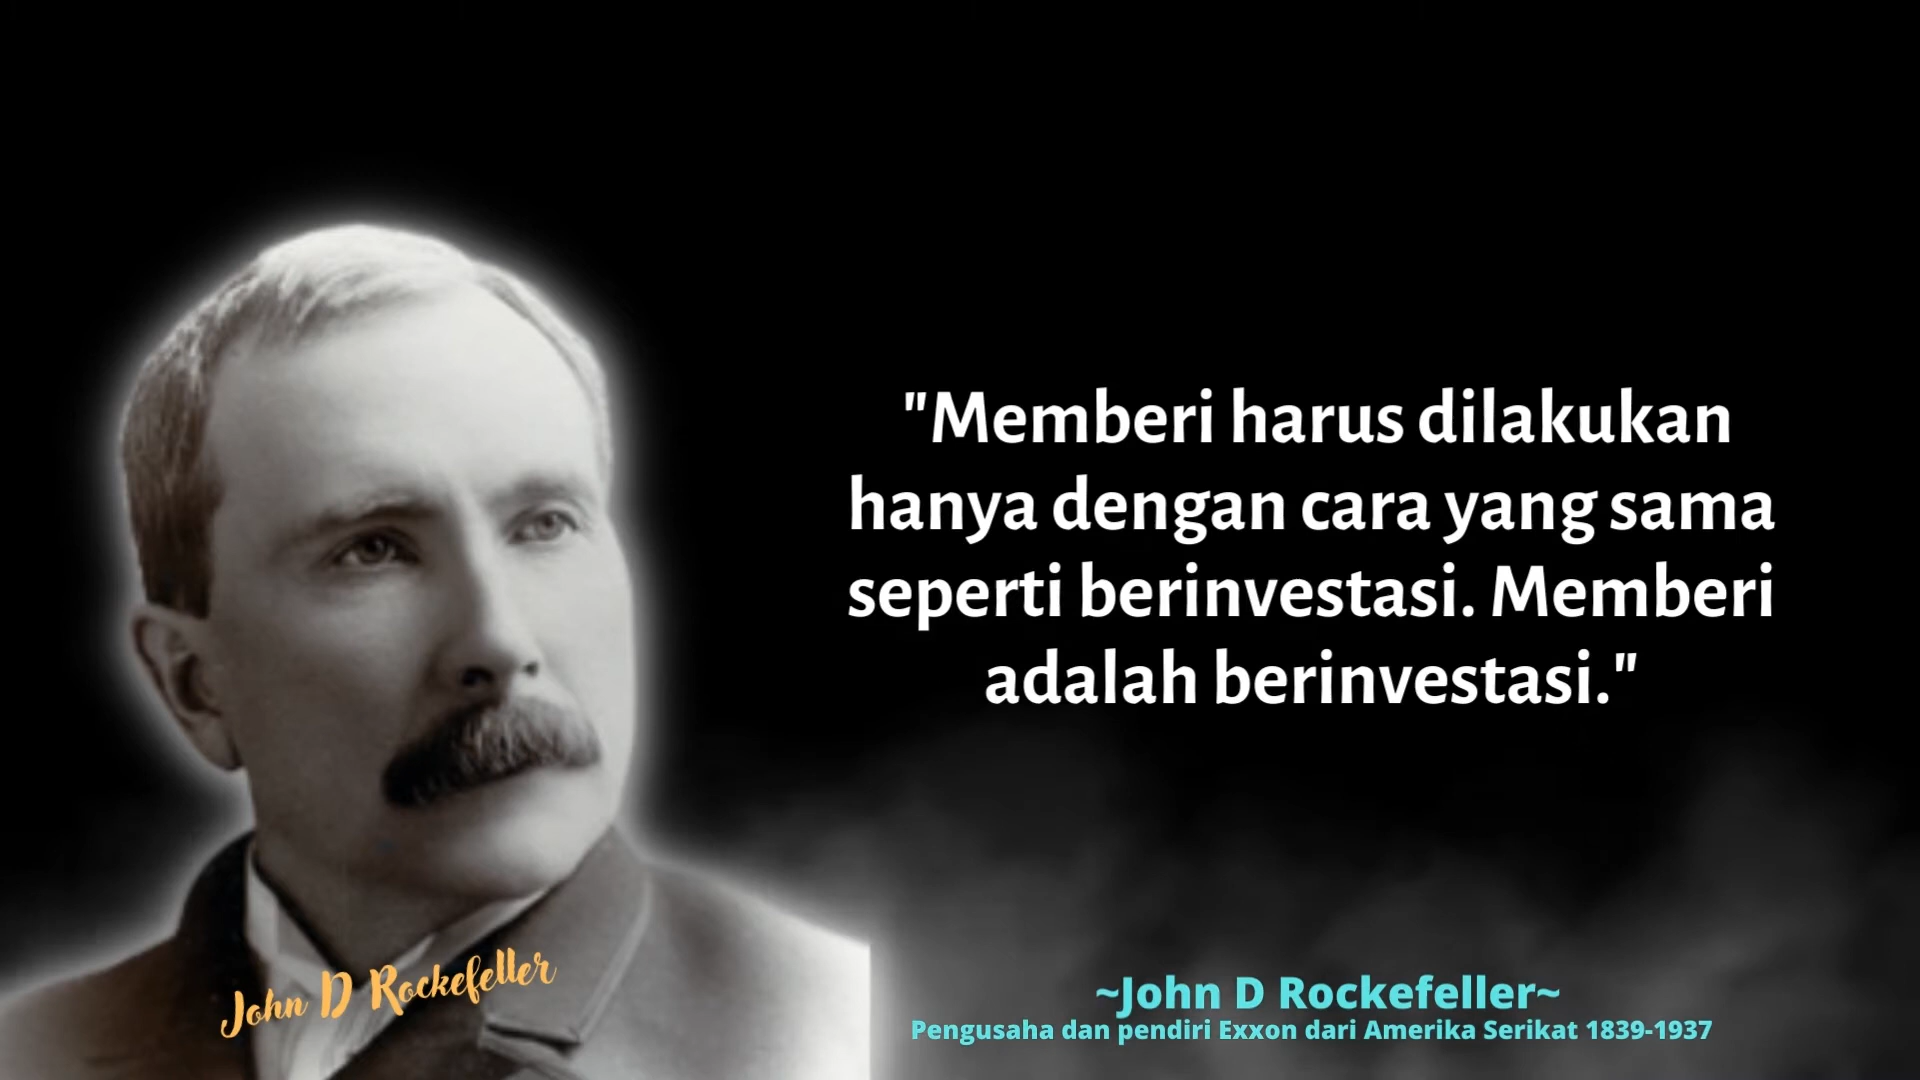 "Memberi harus dilakukan
hanya dengan cara yang sama
seperti berinvestasi. Memberi
adalah berinvestasi."
John D Rockefeller
~John D Rockefeller~
Pengusaha dan pendiri Exxon dari Amerika Serikat 1839-1937